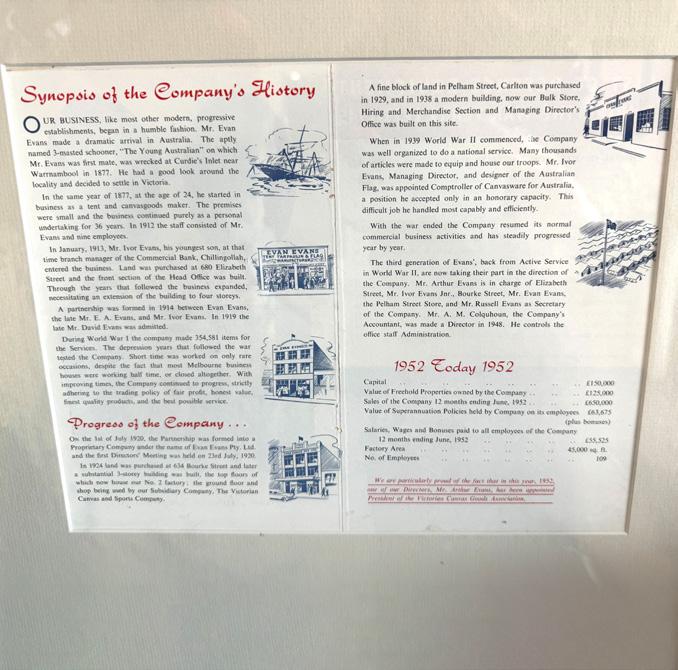 Synopsis of the Company's History
OUR BUSINESS, like most other modern, progressive
establishments, began in a humble fashion. Mr. Evan
Evans made a dramatic arrival in Australia. The aptly
named 3-masted schooner, "The Young Australian" on which
Mr. Evans was first mate, was wrecked at Curdie's Inlet near
Warrnambool in 1877. He had a good look around the
locality and decided to settle in Victoria.
In the same year of 1877, at the age of 24, he started in
business as a tent and canvasgoods maker. The premises
were small and the business continued purely as a personal
undertaking for 36 years. In 1912 the staff consisted of Mr.
Evans and nine employees.
In January, 1913, Mr. Ivor Evans, his youngest son, at that
time branch manager of the Commercial Bank, Chillingollah,
entered the business. Land was purchased at 680 Elizabeth
Street and the front section of the Head Office was built.
Through the years that followed the business expanded,
necessitating an extension of the building to four storeys.
A partnership was formed in 1914 between Evan Evans,
the late Mr. E. A. Evans, and Mr. Ivor Evans. In 1919 the
late Mr. David Evans was admitted.
During World War I the company made 354,581 items for
the Services. The depression years that followed the war
tested the Company. Short time was worked on only rare
occasions, despite the fact that most Melbourne business
houses were working half time, or closed altogether. With
improving times, the Company continued to progress, strictly
adhering to the trading policy of fair profit, honest value,
finest quality products, and the best possible service.
Progress of the Company . . .
On the 1st of July 1920, the Partnership was formed into a
Proprietary Company under the name of Evan Evans Pty. Ltd.
and the first Directors' Meeting was held on 23rd July, 1920.
In 1924 land was purchased at 634 Bourke Street and later
a substantial 3-storey building was built, the top floors of
which now house our No. 2 factory; the ground floor and
shop being used by our Subsidiary Company, The Victorian
Canvas and Sports Company.
EVAN EVANS
TENT TARPAULIN & FLAG
MANUFACTURER
EVAN EVANS
A fine block of land in Pelham Street, Carlton was purchased
in 1929, and in 1938 a modern building, now our Bulk Store,
Hiring and Merchandise Section and Managing Director's
Office was built on this site.
When in 1939 World War II commenced, the Company
was well organized to do a national service. Many thousands
of articles were made to equip and house our troops. Mr. Ivor
Evans, Managing Director, and designer of the Australian
Flag, was appointed Comptroller of Canvasware for Australia,
a position he accepted only in an honorary capacity. This
difficult job he handled most capably and efficiently.
With the war ended the Company resumed its normal
commercial business activities and has steadily progressed
year by year.
The third generation of Evans', back from Active Service
in World War II, are now taking their part in the direction of
the Company. Mr. Arthur Evans is in charge of Elizabeth
Street, Mr. Ivor Evans Jnr., Bourke Street, Mr. Evan Evans,
the Pelham Street Store, and Mr. Russell Evans as Secretary
of the Company. Mr. A. M. Colquhoun, the Company's
Accountant, was made a Director in 1948. He controls the
office staff Administration.
EVAN EVANS
1952 Today 1952
Capital .. .. .. .. .. .. .. £150,000
Value of Freehold Properties owned by the Company .. .. £125,000
Sales of the Company 12 months ending June, 1952 .. .. £650,000
Value of Superannuation Policies held by Company on its employees £63,675
(plus bonuses)
Salaries, Wages and Bonuses paid to all employees of the Company
12 months ending June, 1952 .. .. .. .. £55,525
Factory Area .. .. .. .. .. .. 45,000 sq. ft.
No. of Employees .. .. .. .. .. .. 109
We are particularly proud of the fact that in this year, 1952,
one of our Directors, Mr. Arthur Evans, has been appointed
President of the Victorian Canvas Goods Association.